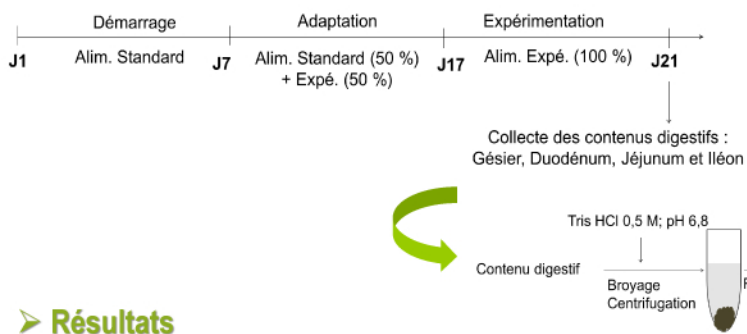 Démarrage
Adaptation
Expérimentation
J1
Alim. Standard
J7
Alim. Standard (50 %)
+ Expé. (50 %)
J17
Alim. Expé. (100 %)
J21
Collecte des contenus digestifs :
Gésier, Duodénum, Jéjunum et Iléon
Tris HCl 0,5 M; pH 6,8
Contenu digestif
Broyage
Centrifugation
➢ Résultats